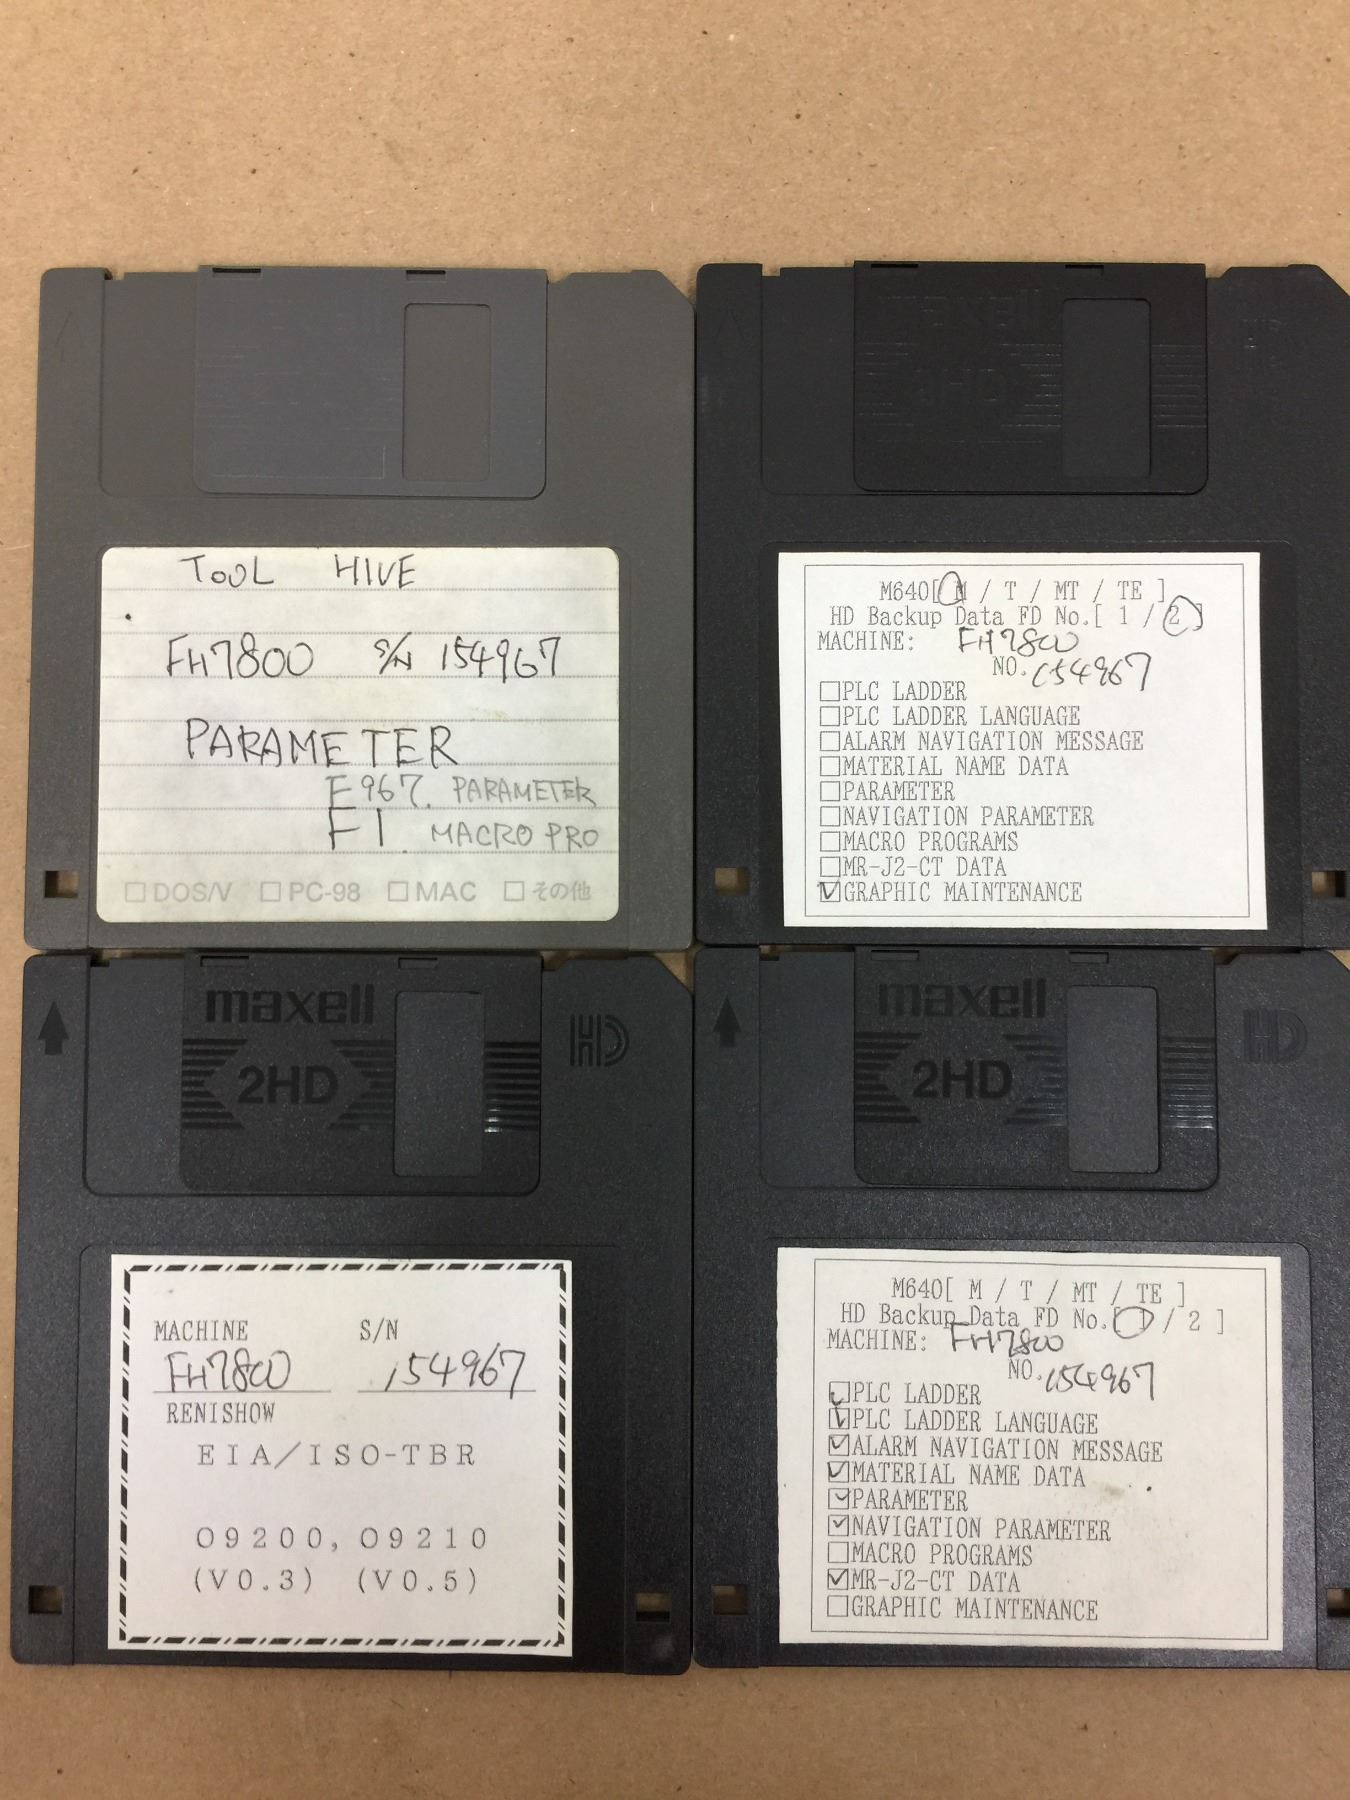 TOOL HIVE
FH7800 S/N 154967
PARAMETER
F967. PARAMETER
F1. MACRO PRO
□DOS/V □PC-98 □MAC □その他
maxell
2HD
M640[ M / T / MT / TE ]
HD Backup Data FD No.[ 1 / 2 ]
MACHINE: FH7800
NO. 154967
□PLC LADDER
□PLC LADDER LANGUAGE
□ALARM NAVIGATION MESSAGE
□MATERIAL NAME DATA
□PARAMETER
□NAVIGATION PARAMETER
□MACRO PROGRAMS
□MR-J2-CT DATA
☑GRAPHIC MAINTENANCE
maxell
2HD
HD
MACHINE S/N
FH7800 154967
RENISHOW
EIA/ISO-TBR
O9200, O9210
(V0.3) (V0.5)
maxell
2HD
HD
M640[ M / T / MT / TE ]
HD Backup Data FD No.[ 1 / 2 ]
MACHINE: FH7800
NO. 154967
☑PLC LADDER
☑PLC LADDER LANGUAGE
☑ALARM NAVIGATION MESSAGE
☑MATERIAL NAME DATA
☑PARAMETER
☑NAVIGATION PARAMETER
□MACRO PROGRAMS
☑MR-J2-CT DATA
□GRAPHIC MAINTENANCE